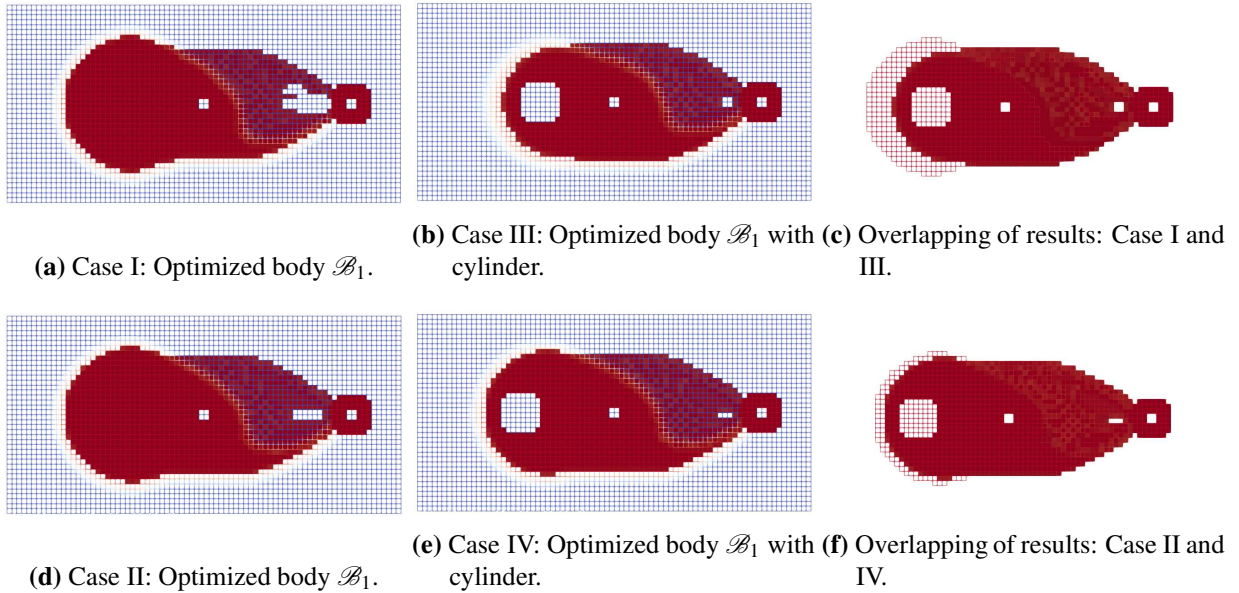 (a) Case I: Optimized body ℬ₁.
(b) Case III: Optimized body ℬ₁ with
cylinder.
(c) Overlapping of results: Case I and
III.
(d) Case II: Optimized body ℬ₁.
(e) Case IV: Optimized body ℬ₁ with
cylinder.
(f) Overlapping of results: Case II and
IV.